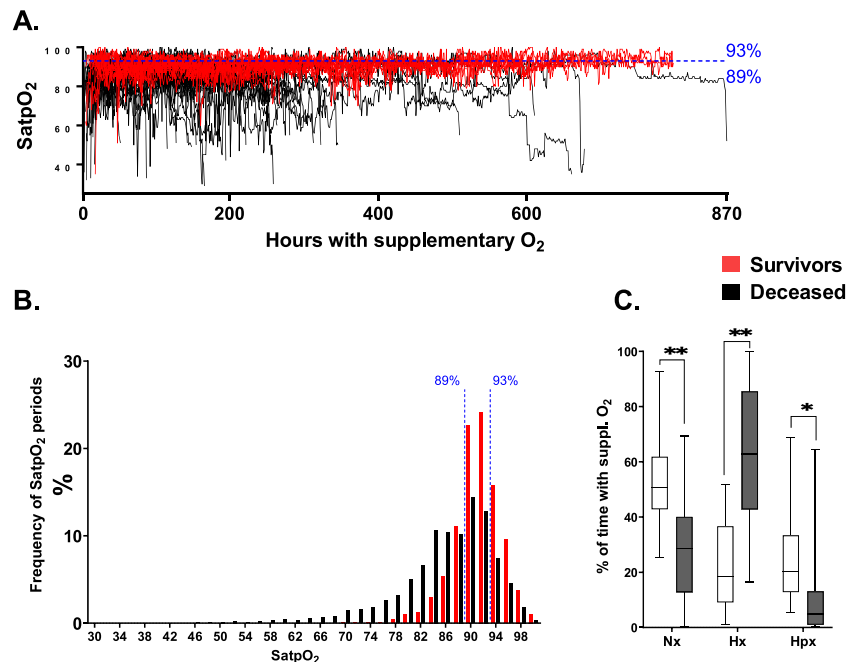 A.
SatpO2
100
80
60
40
93%
89%
0 200 400 600 870
Hours with supplementary O2
Survivors
Deceased
B.
Frequency of SatpO2 periods
%
30
20
10
0
89% 93%
30 34 38 42 46 50 54 58 62 66 70 74 78 82 86 90 94 98
SatpO2
C.
% of time with suppl. O2
100
80
60
40
20
0
** ** *
Nx Hx Hpx